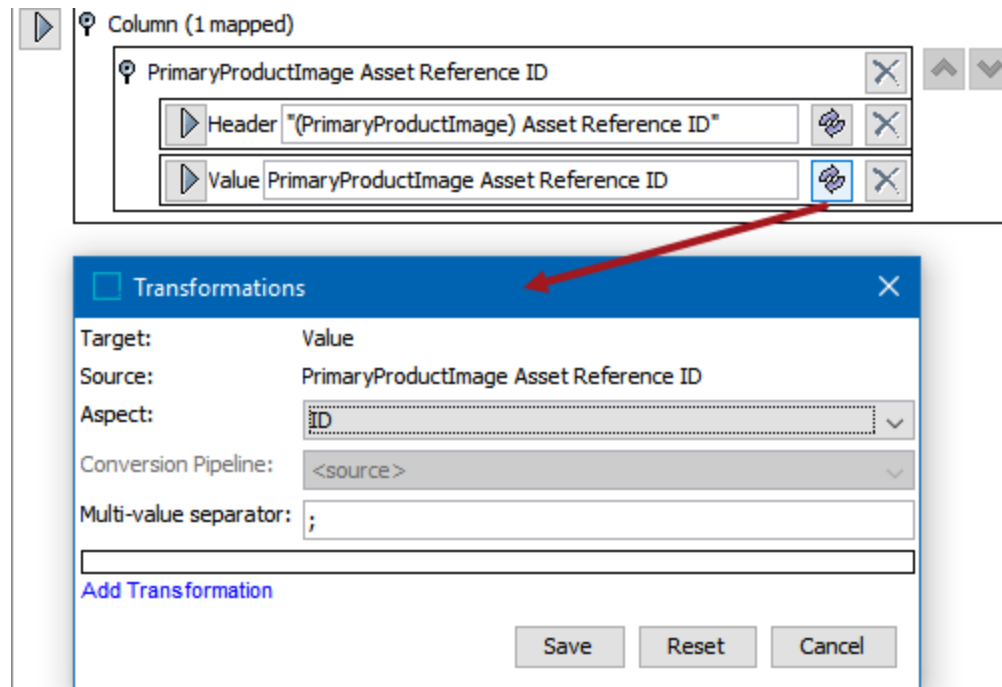 Column (1 mapped)
PrimaryProductImage Asset Reference ID
Header "(PrimaryProductImage) Asset Reference ID"
Value PrimaryProductImage Asset Reference ID
Transformations
Target: Value
Source: PrimaryProductImage Asset Reference ID
Aspect: ID
Conversion Pipeline: <source>
Multi-value separator: ;
Add Transformation
Save Reset Cancel